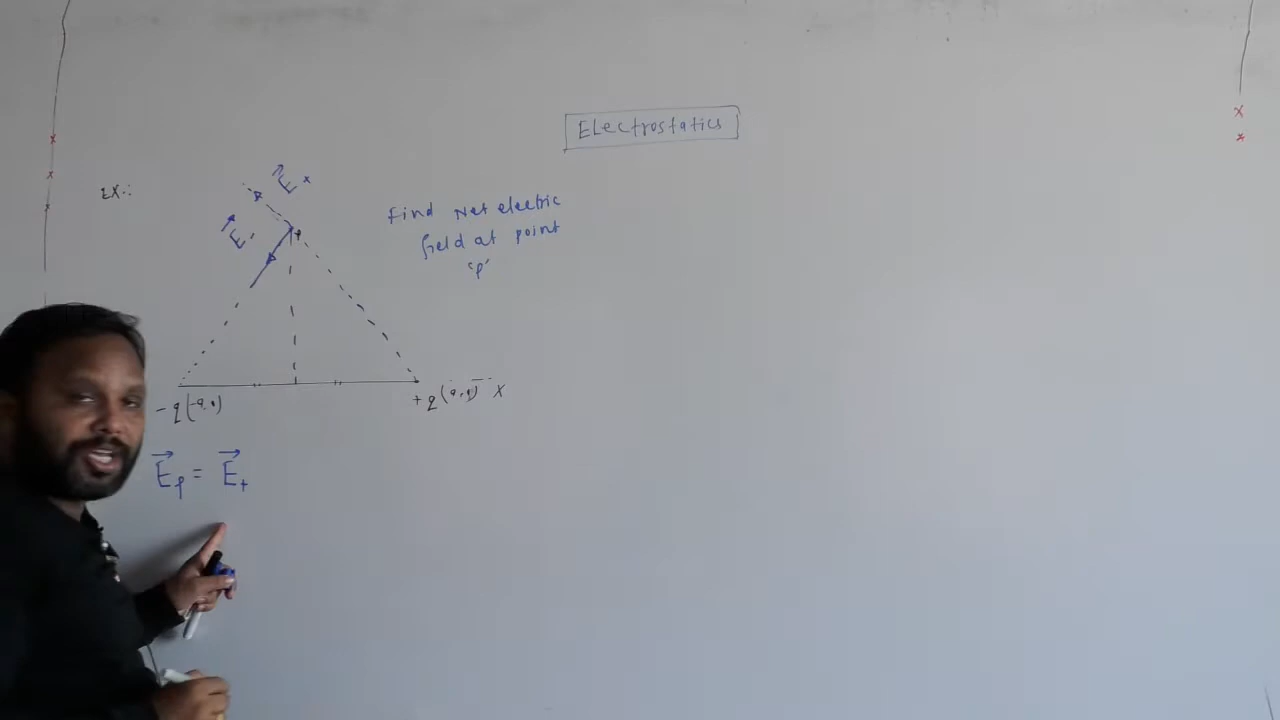 Electrostatics
Ex:
E+
E-
P
Find Net electric
field at point
'p'
-q(-a,0)
+q(a,0) X
Ep = E+